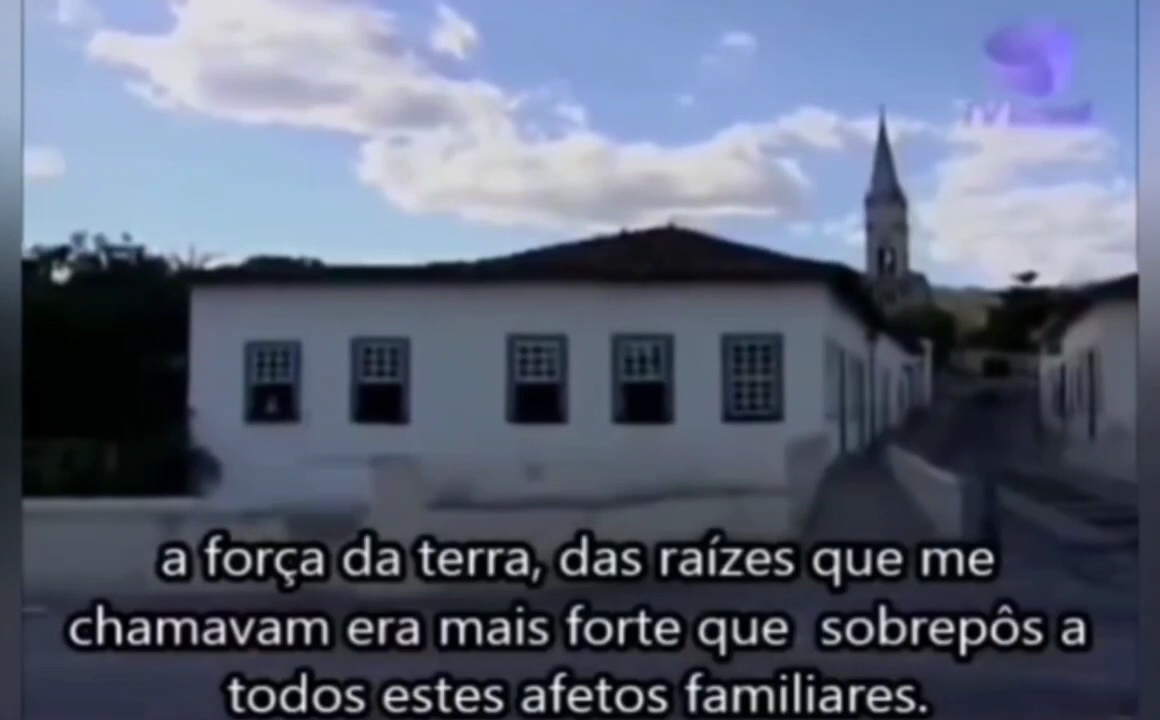 a força da terra, das raízes que me
chamavam era mais forte que sobrepôs a
todos estes afetos familiares.